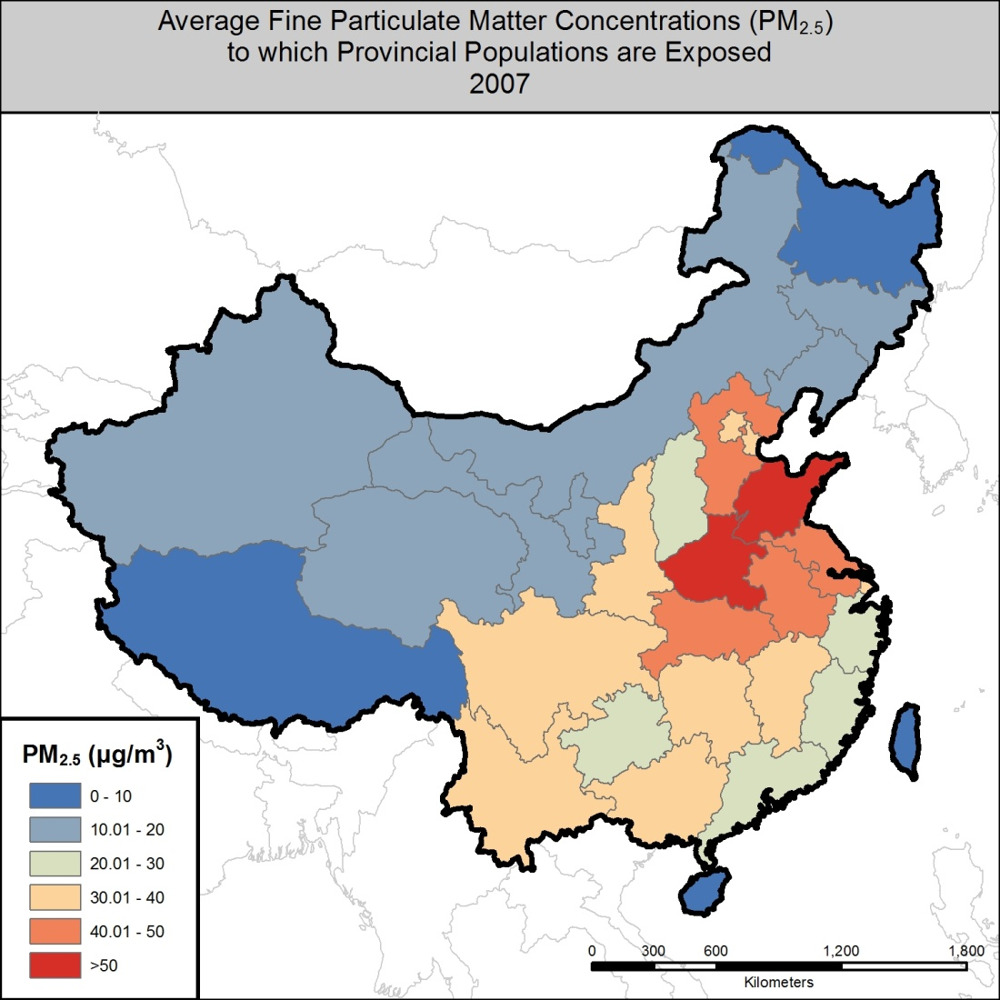 Average Fine Particulate Matter Concentrations (PM2.5)
to which Provincial Populations are Exposed
2007
PM2.5 (µg/m³)
0 - 10
10.01 - 20
20.01 - 30
30.01 - 40
40.01 - 50
>50
0 300 600 1,200 1,800
Kilometers